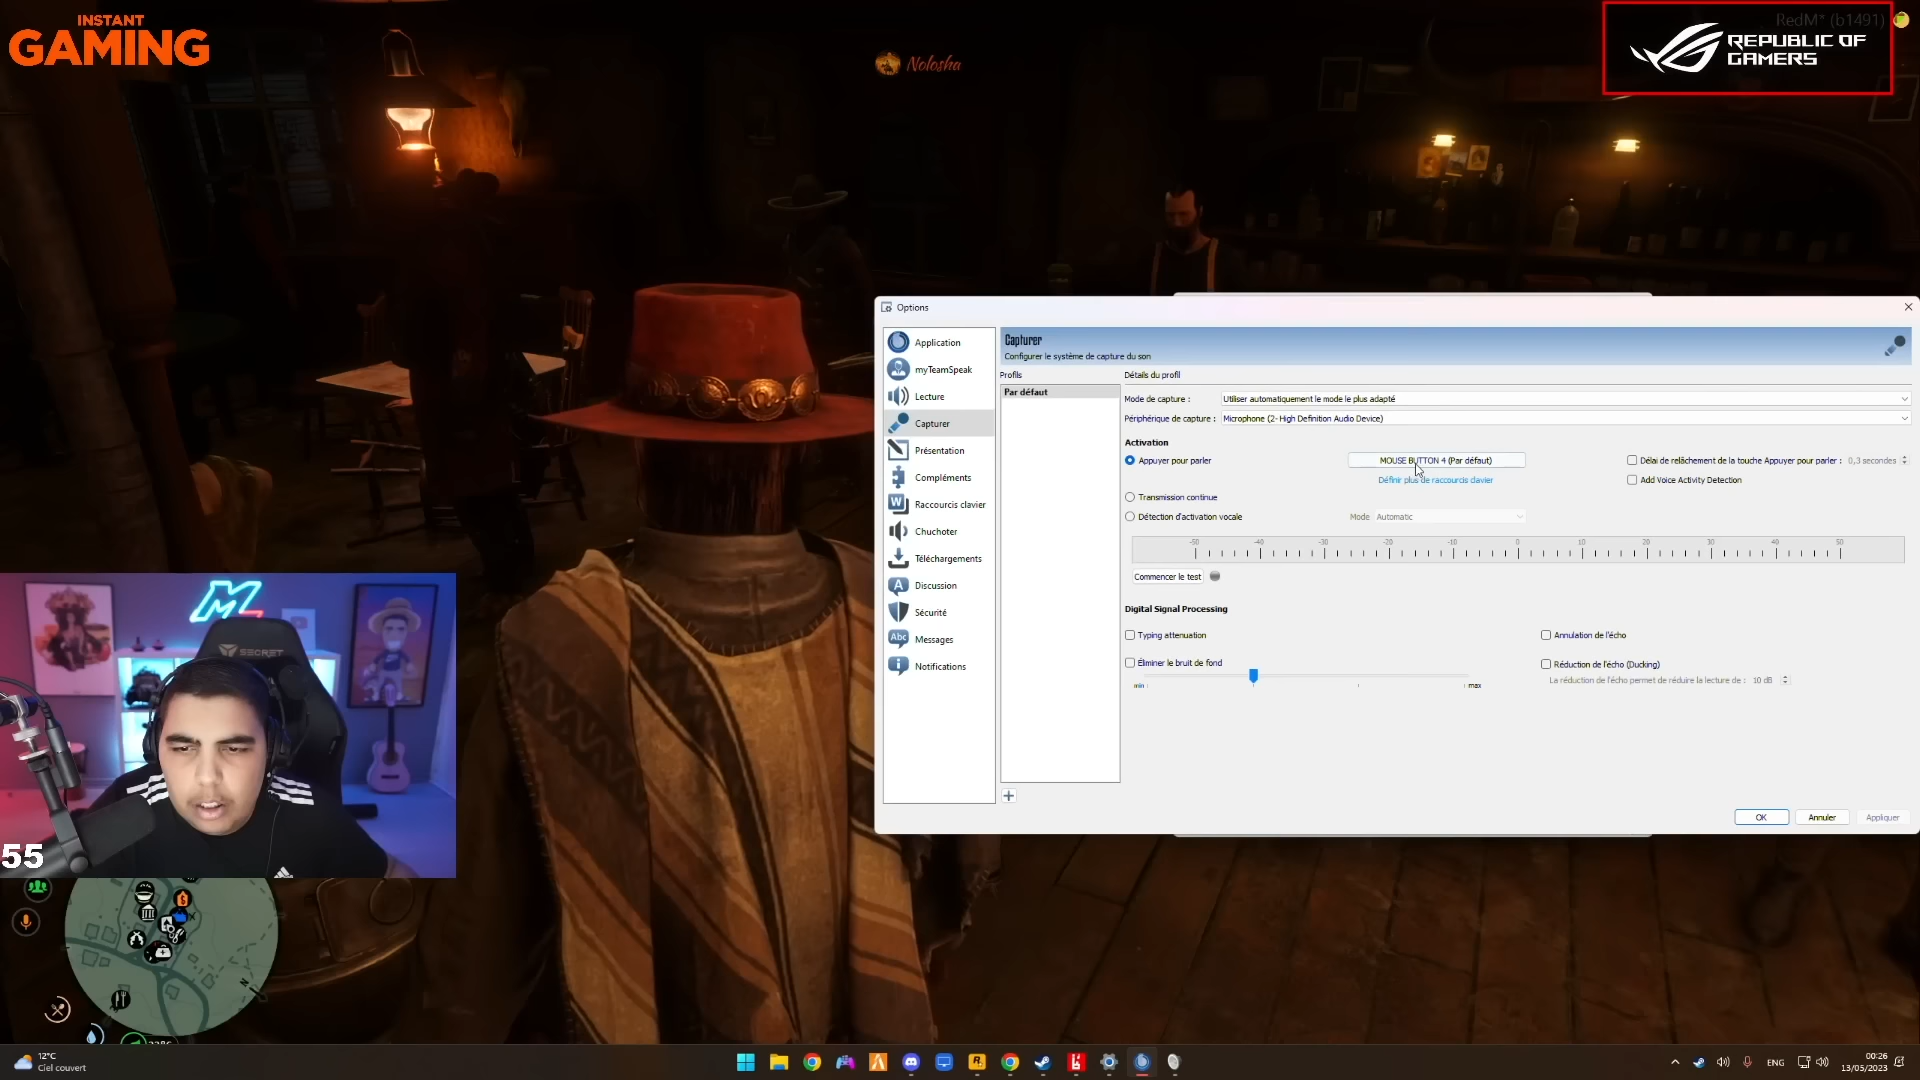 INSTANT
GAMING
Nolosha
RedM* (b1491)
REPUBLIC OF
GAMERS
Options
Application
myTeamSpeak
Lecture
Capturer
Présentation
Compléments
Raccourcis clavier
Chuchoter
Téléchargements
Discussion
Sécurité
Messages
Notifications
Capturer
Configurer le système de capture du son
Profils
Par défaut
Détails du profil
Mode de capture :
Utiliser automatiquement le mode le plus adapté
Périphérique de capture :
Microphone (2- High Definition Audio Device)
Activation
Appuyer pour parler
MOUSE BUTTON 4 (Par défaut)
Délai de relâchement de la touche Appuyer pour parler : 0,3 secondes
Définir plus de raccourcis clavier
Add Voice Activity Detection
Transmission continue
Détection d'activation vocale
Mode Automatic
-50 -40 -30 -20 -10 0 10 20 30 40 50
Commencer le test
Digital Signal Processing
Typing attenuation
Annulation de l'écho
Éliminer le bruit de fond
Réduction de l'écho (Ducking)
min
max
La réduction de l'écho permet de réduire la lecture de : 10 dB
OK
Annuler
Appliquer
SECRET
55
N
12°C
Ciel couvert
ENG
00:26
13/05/2023